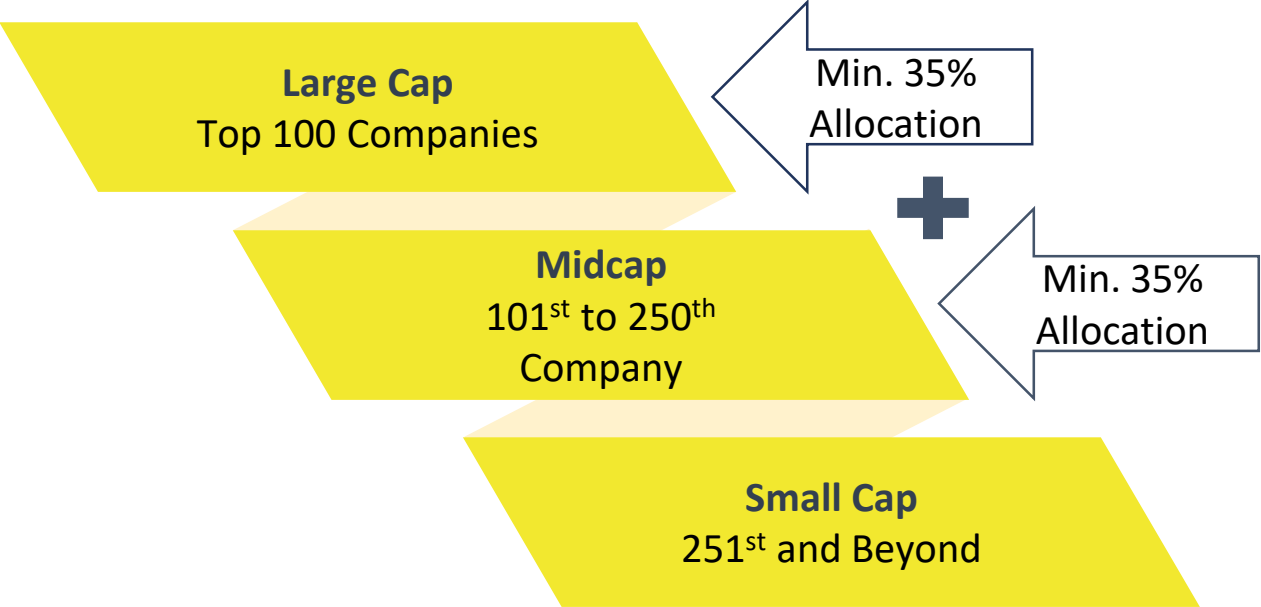 Large Cap
Top 100 Companies
Min. 35%
Allocation
Midcap
101st to 250th
Company
Min. 35%
Allocation
Small Cap
251st and Beyond